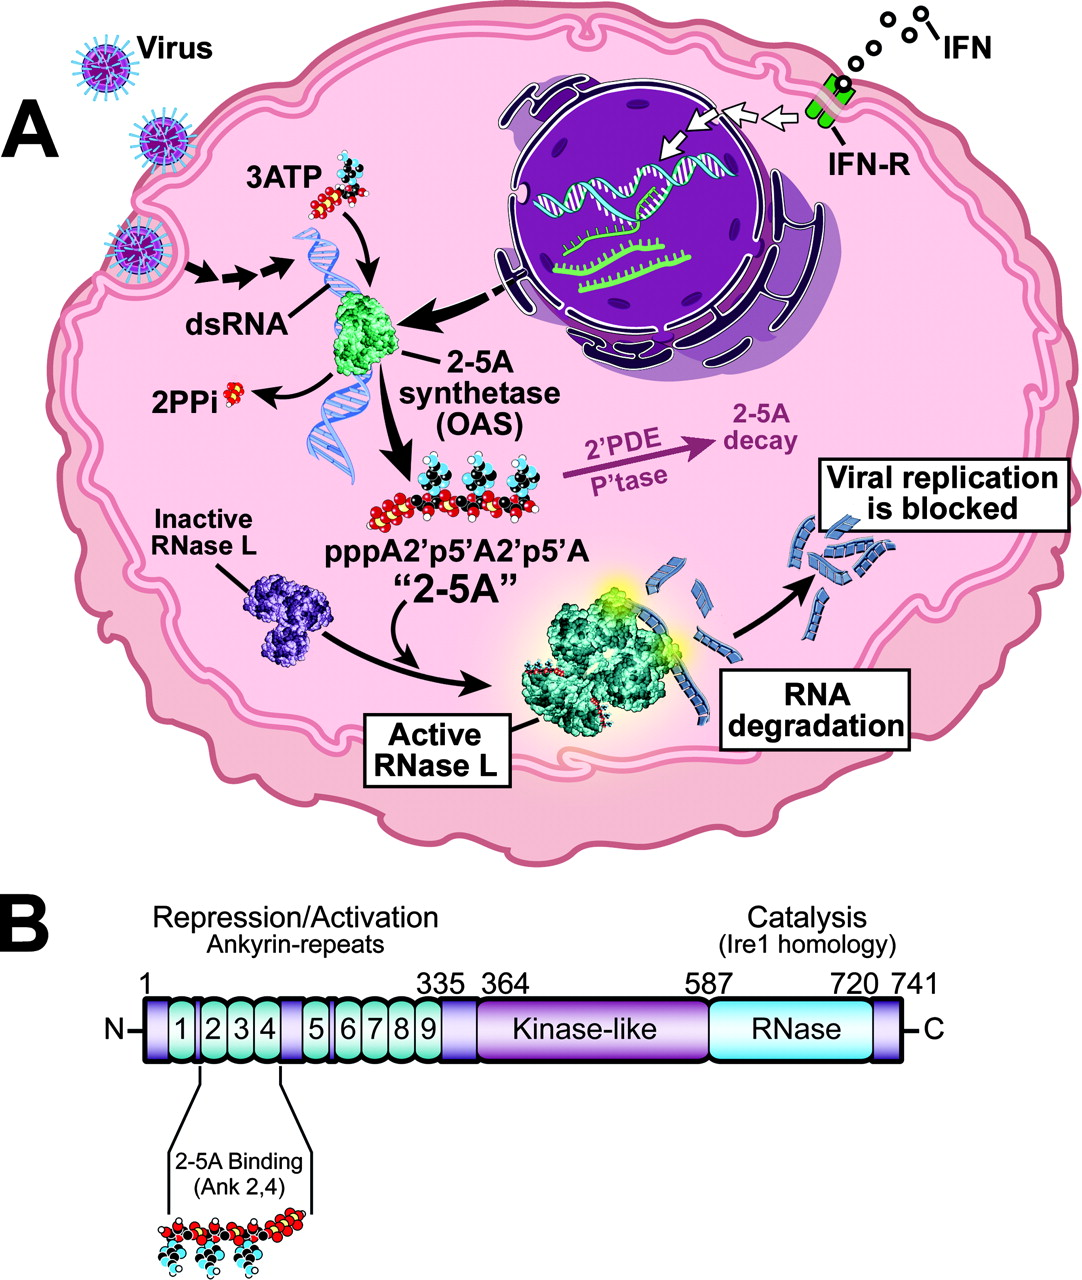 A
Virus
IFN
IFN-R
3ATP
dsRNA
2-5A
synthetase
(OAS)
2PPi
2'PDE
P'tase
2-5A
decay
Viral replication
is blocked
Inactive
RNase L
pppA2'p5'A2'p5'A
“2-5A”
RNA
degradation
Active
RNase L
B
Repression/Activation
Ankyrin-repeats
Catalysis
(Ire1 homology)
1 335 364 587 720 741
N 1 2 3 4 5 6 7 8 9 Kinase-like RNase C
2-5A Binding
(Ank 2,4)